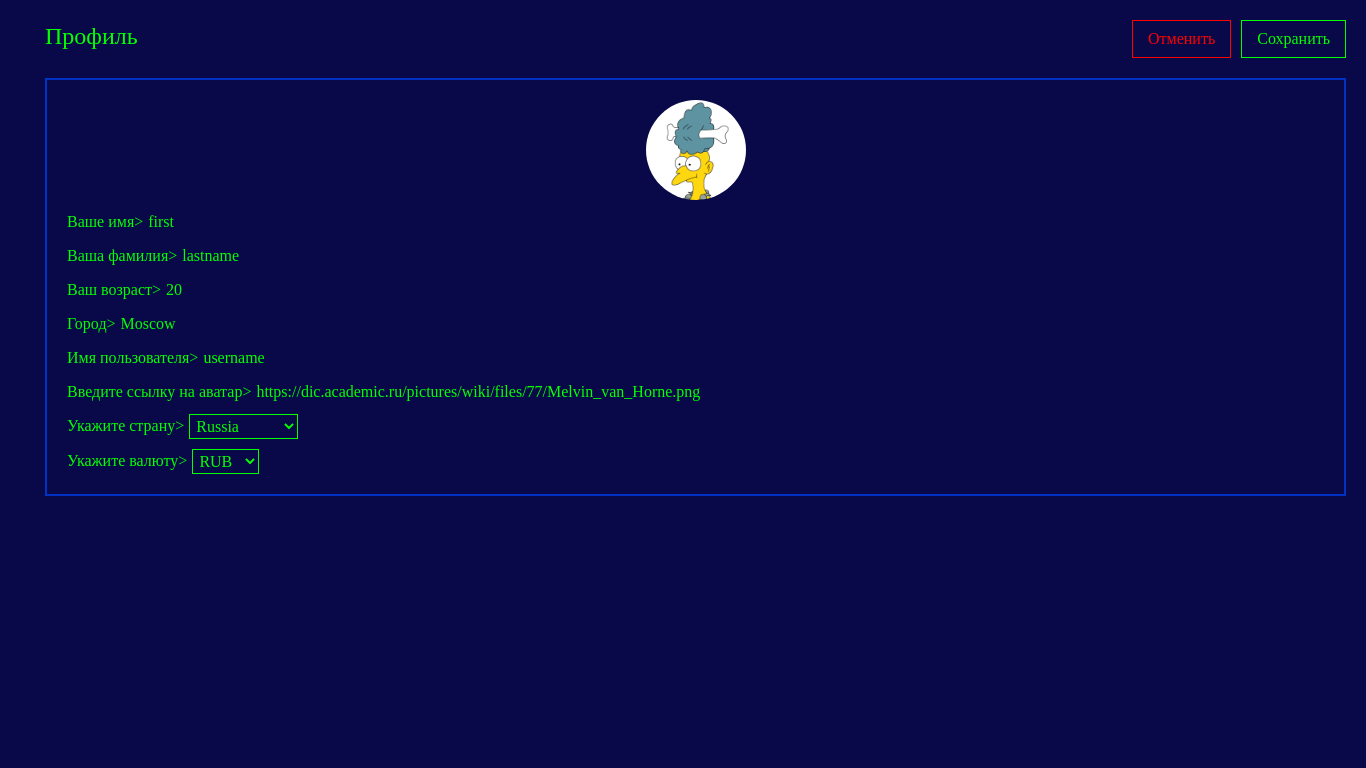 Профиль
Отменить
Сохранить
Ваше имя> first
Ваша фамилия> lastname
Ваш возраст> 20
Город> Moscow
Имя пользователя> username
Введите ссылку на аватар> https://dic.academic.ru/pictures/wiki/files/77/Melvin_van_Horne.png
Укажите страну> Russia
Укажите валюту> RUB